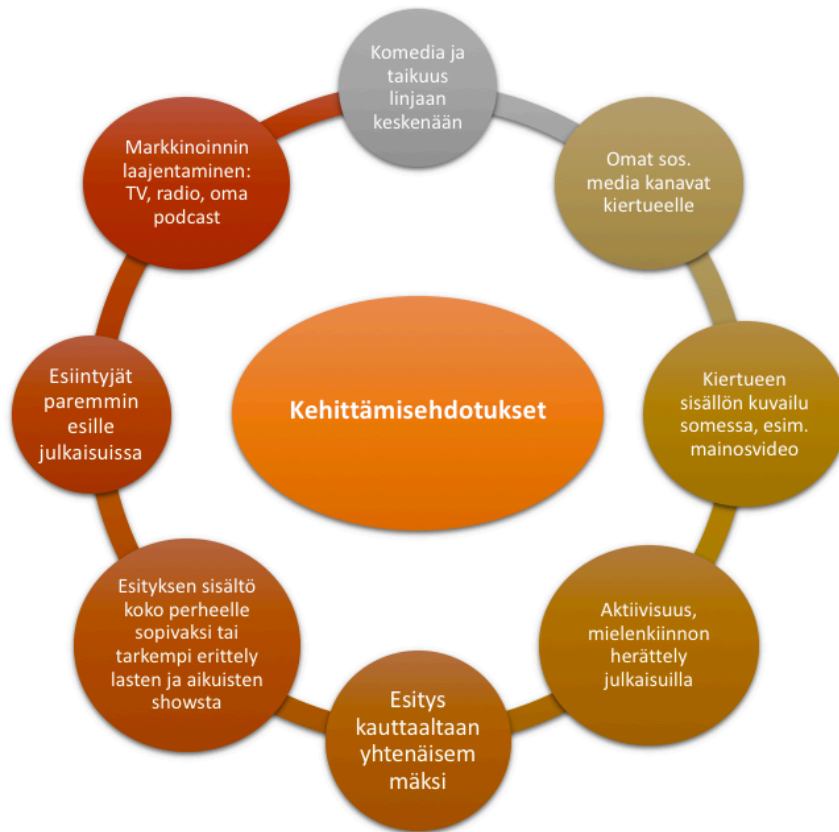 Komedia ja
taikuus
linjaan
keskenään
Omat sos.
media kanavat
kiertueelle
Kiertueen
sisällön kuvailu
somessa, esim.
mainosvideo
Aktiivisuus,
mielenkiinnon
herättely
julkaisuilla
Esitys
kauttaaltaan
yhtenäisem
mäksi
Esityksen sisältö
koko perheelle
sopivaksi tai
tarkempi erittely
lasten ja aikuisten
showsta
Esiintyjät
paremmin
esille
julkaisuissa
Markkinoinnin
laajentaminen:
TV, radio, oma
podcast
Kehittämisehdotukset